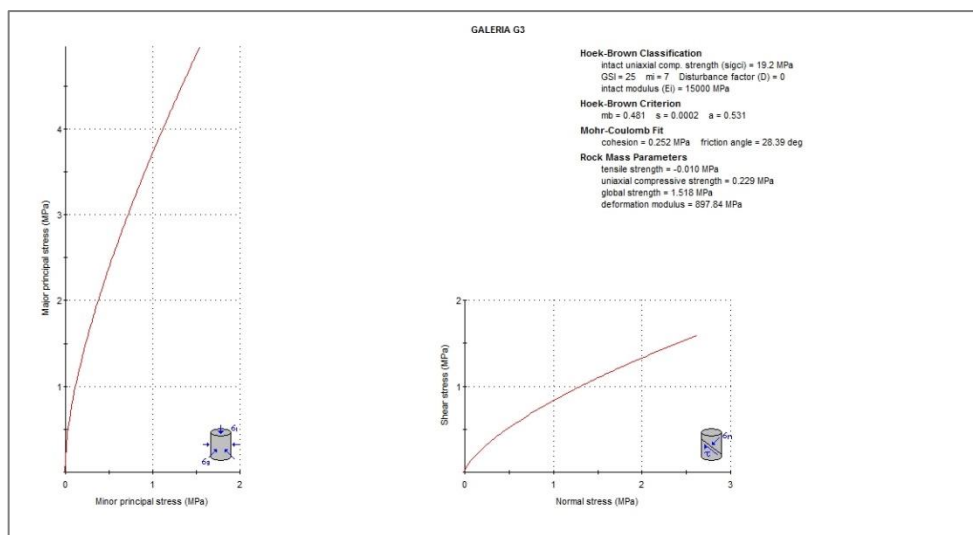 GALERIA G3
Hoek-Brown Classification
intact uniaxial comp. strength (sigci) = 19.2 MPa
GSI = 25 mi = 7 Disturbance factor (D) = 0
intact modulus (Ei) = 15000 MPa
Hoek-Brown Criterion
mb = 0.481 s = 0.0002 a = 0.531
Mohr-Coulomb Fit
cohesion = 0.252 MPa friction angle = 28.39 deg
Rock Mass Parameters
tensile strength = -0.010 MPa
uniaxial compressive strength = 0.229 MPa
global strength = 1.518 MPa
deformation modulus = 897.84 MPa
Major principal stress (MPa)
4
3
2
1
0 1 2
Minor principal stress (MPa)
σ1
σ3
Shear stress (MPa)
2
1
0
0 1 2 3
Normal stress (MPa)
σn
τ